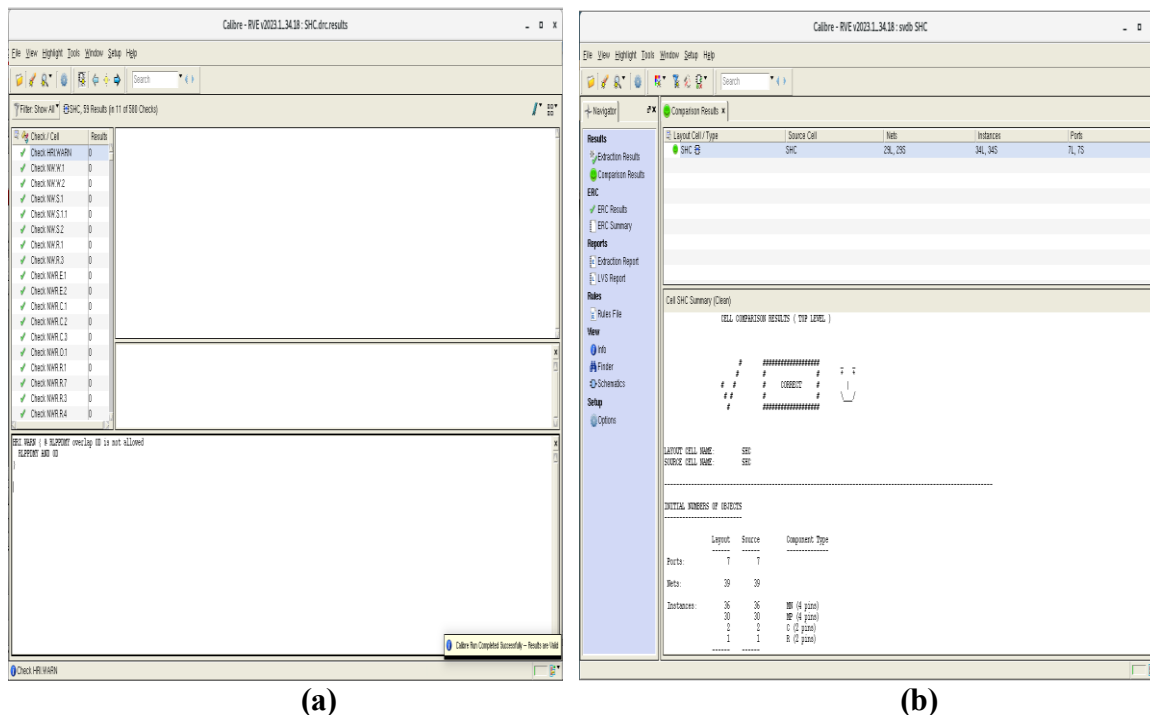 Calibre - RVE v2023.1_34.18 : SHC.drc.results
File View Highlight Tools Window Setup Help
Search
Filter: Show All SHC, 59 Results (in 11 of 580 Checks)
Check / Cell Results
Check HRI.WARN 0
Check NW.W.1 0
Check NW.W.2 0
Check NW.S.1 0
Check NW.S.1.1 0
Check NW.S.2 0
Check NW.R.1 0
Check NW.R.3 0
Check NWR.E.1 0
Check NWR.E.2 0
Check NWR.C.1 0
Check NWR.C.2 0
Check NWR.C.3 0
Check NWR.O.1 0
Check NWR.R.1 0
Check NWR.R.7 0
Check NWR.R.3 0
Check NWR.R.4 0
HRI.WARN { @ RLPPDMY overlap OD is not allowed
RLPPDMY AND OD
}
Calibre Run Completed Successfully -- Results are Valid
Check HRI.WARN
(a)
Calibre - RVE v2023.1_34.18 : svdb SHC
File View Highlight Tools Window Setup Help
Search
Navigator
Results
Extraction Results
Comparison Results
ERC
ERC Results
ERC Summary
Reports
Extraction Report
LVS Report
Rules
Rules File
View
Info
Finder
Schematics
Setup
Options
Comparison Results
Layout Cell / Type Source Cell Nets Instances Ports
SHC SHC 29L, 29S 34L, 34S 7L, 7S
Cell SHC Summary (Clean)
CELL COMPARISON RESULTS ( TOP LEVEL )
# ##################
# # #
# # # CORRECT #
# # # #
# ##################
LAYOUT CELL NAME: SHC
SOURCE CELL NAME: SHC
INITIAL NUMBERS OF OBJECTS
Layout Source Component Type
Ports: 7 7
Nets: 39 39
Instances: 36 36 MN (4 pins)
30 30 MP (4 pins)
2 2 C (2 pins)
1 1 R (2 pins)
(b)